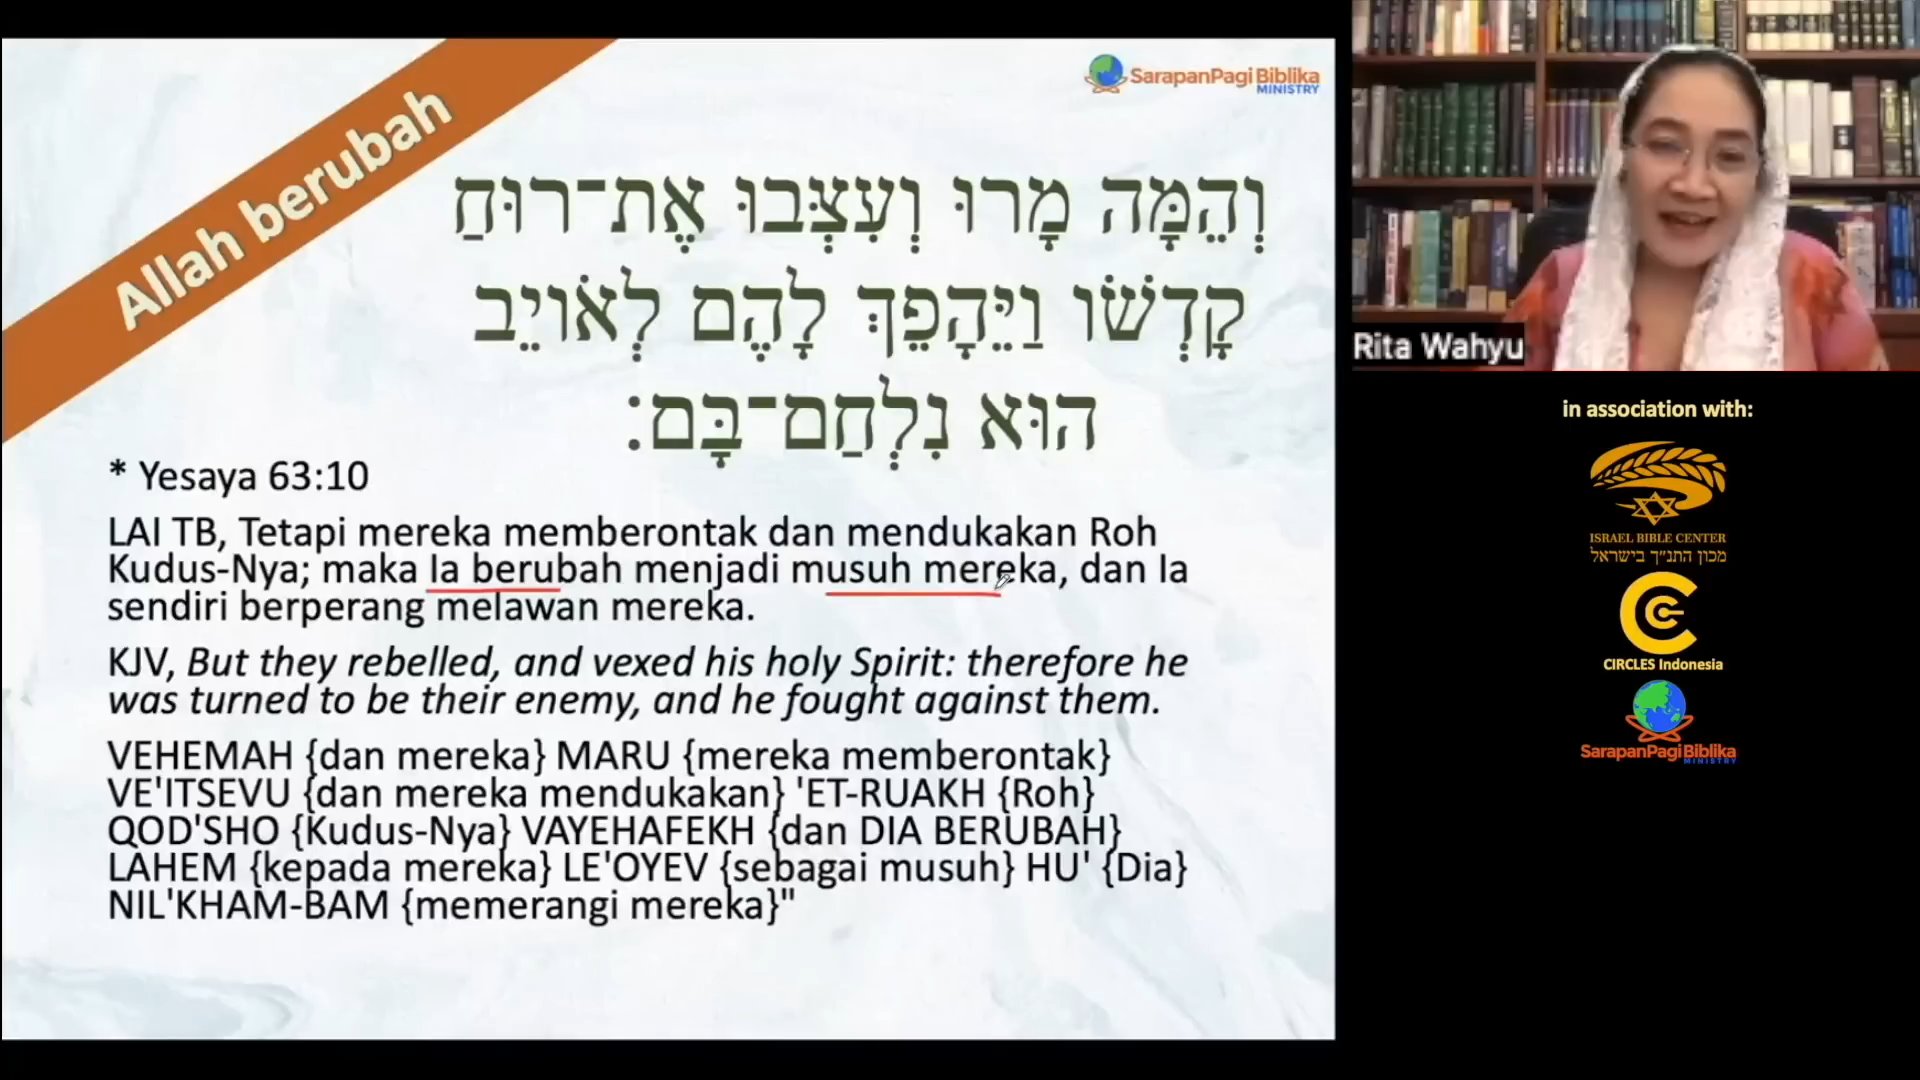 Allah berubah
SarapanPagi Biblika
MINISTRY
וְהֵמָּה מָרוּ וְעִצְּבוּ אֶת־רוּחַ
קָדְשׁוֹ וַיֵּהָפֵךְ לָהֶם לְאוֹיֵב
הוּא נִלְחַם־בָּם׃
* Yesaya 63:10
LAI TB, Tetapi mereka memberontak dan mendukakan Roh
Kudus-Nya; maka Ia berubah menjadi musuh mereka, dan Ia
sendiri berperang melawan mereka.
KJV, But they rebelled, and vexed his holy Spirit: therefore he
was turned to be their enemy, and he fought against them.
VEHEMAH {dan mereka} MARU {mereka memberontak}
VE'ITSEVU {dan mereka mendukakan} 'ET-RUAKH {Roh}
QOD'SHO {Kudus-Nya} VAYEHAFEKH {dan DIA BERUBAH}
LAHEM {kepada mereka} LE'OYEV {sebagai musuh} HU' {Dia}
NIL'KHAM-BAM {memerangi mereka}"
Rita Wahyu
in association with:
ISRAEL BIBLE CENTER
מכון התנ״ך בישראל
CIRCLES Indonesia
SarapanPagi Biblika
MINISTRY